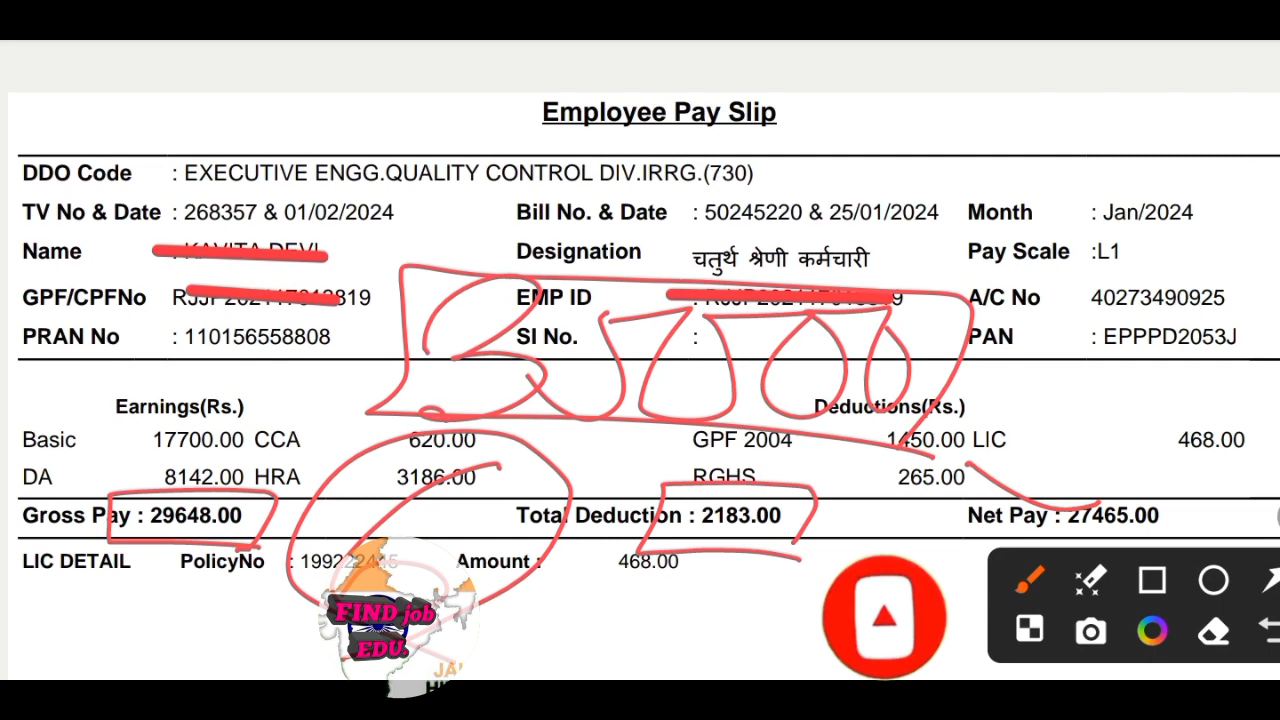 Employee Pay Slip
DDO Code : EXECUTIVE ENGG.QUALITY CONTROL DIV.IRRG.(730)
TV No & Date : 268357 & 01/02/2024 Bill No. & Date : 50245220 & 25/01/2024 Month : Jan/2024
Name Designation : चतुर्थ श्रेणी कर्मचारी Pay Scale :L1
GPF/CPFNo EMP ID A/C No 40273490925
PRAN No : 110156558808 SI No. : PAN : EPPPD2053J
Earnings(Rs.) Deductions(Rs.)
Basic 17700.00 CCA 620.00 GPF 2004 1450.00 LIC 468.00
DA 8142.00 HRA 3186.00 RGHS 265.00
Gross Pay : 29648.00 Total Deduction : 2183.00 Net Pay : 27465.00
LIC DETAIL PolicyNo : Amount : 468.00
FIND job
EDU.